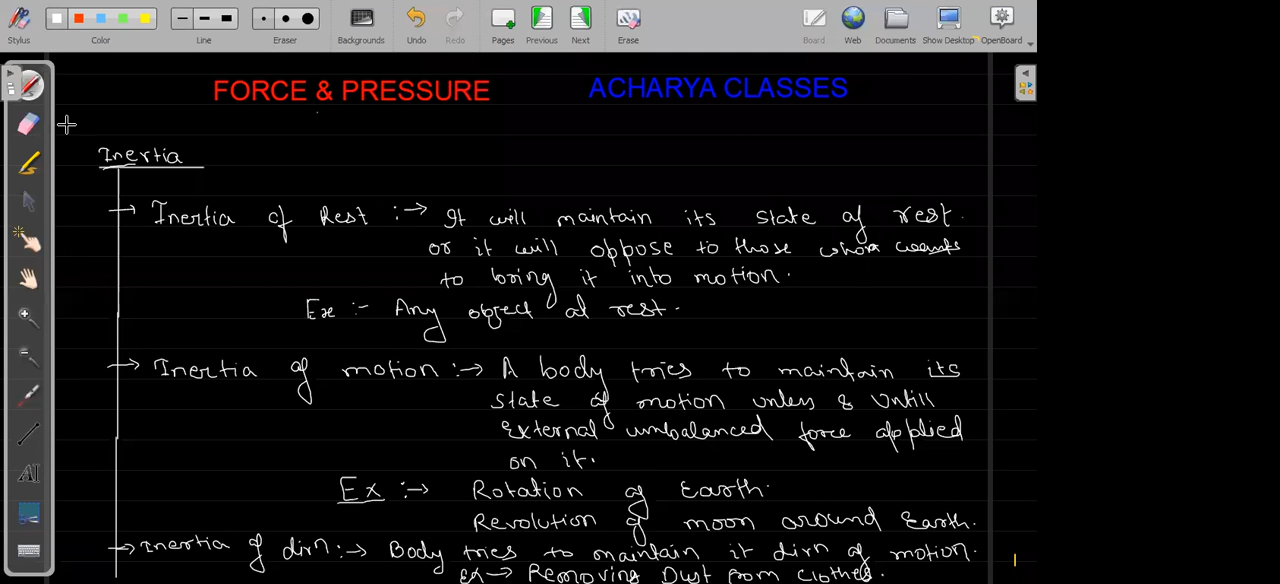 Stylus Color Line Eraser Backgrounds Undo Redo Pages Previous Next Erase Board Web Documents Show Desktop OpenBoard
FORCE & PRESSURE ACHARYA CLASSES
Inertia
→ Inertia of Rest :→ It will maintain its state of rest.
or it will oppose to those whom wants
to bring it into motion.
Ex :- Any object at rest.
→ Inertia of motion :→ A body tries to maintain its
state of motion unless & Untill
external unbalanced force applied
on it.
Ex :→ Rotation of Earth.
Revolution of moon around Earth.
→ Inertia of dirn :→ Body tries to maintain it dirn of motion.
Ex → Removing Dust from clothes.
AI